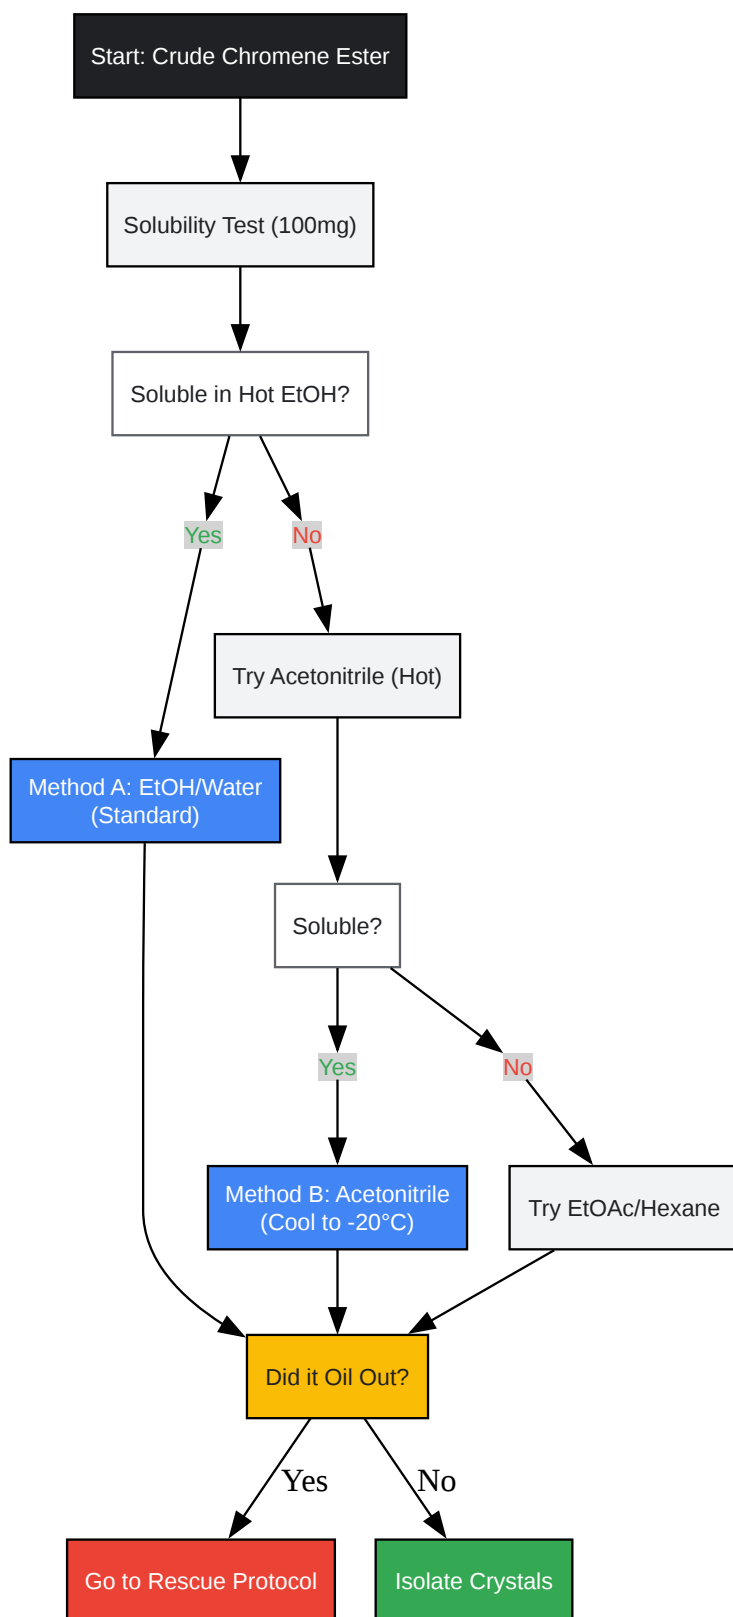 Start: Crude Chromene Ester
Solubility Test (100mg)
Soluble in Hot EtOH?
Yes
No
Try Acetonitrile (Hot)
Method A: EtOH/Water
(Standard)
Soluble?
Yes
No
Method B: Acetonitrile
(Cool to -20°C)
Try EtOAc/Hexane
Did it Oil Out?
Yes
No
Go to Rescue Protocol
Isolate Crystals